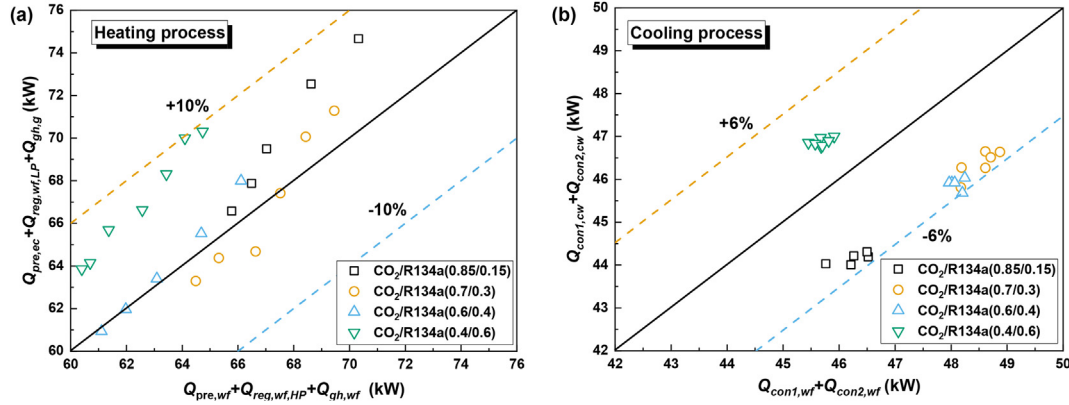 (a)
Heating process
+10%
-10%
Q_pre,ec+Q_reg,wf,LP+Q_gh,g (kW)
76
74
72
70
68
66
64
62
60
CO₂/R134a(0.85/0.15)
CO₂/R134a(0.7/0.3)
CO₂/R134a(0.6/0.4)
CO₂/R134a(0.4/0.6)
60 62 64 66 68 70 72 74 76
Q_pre,wf+Q_reg,wf,HP+Q_gh,wf (kW)
(b)
Cooling process
+6%
-6%
Q_con1,cw+Q_con2,cw (kW)
50
49
48
47
46
45
44
43
42
CO₂/R134a(0.85/0.15)
CO₂/R134a(0.7/0.3)
CO₂/R134a(0.6/0.4)
CO₂/R134a(0.4/0.6)
42 43 44 45 46 47 48 49 50
Q_con1,wf+Q_con2,wf (kW)